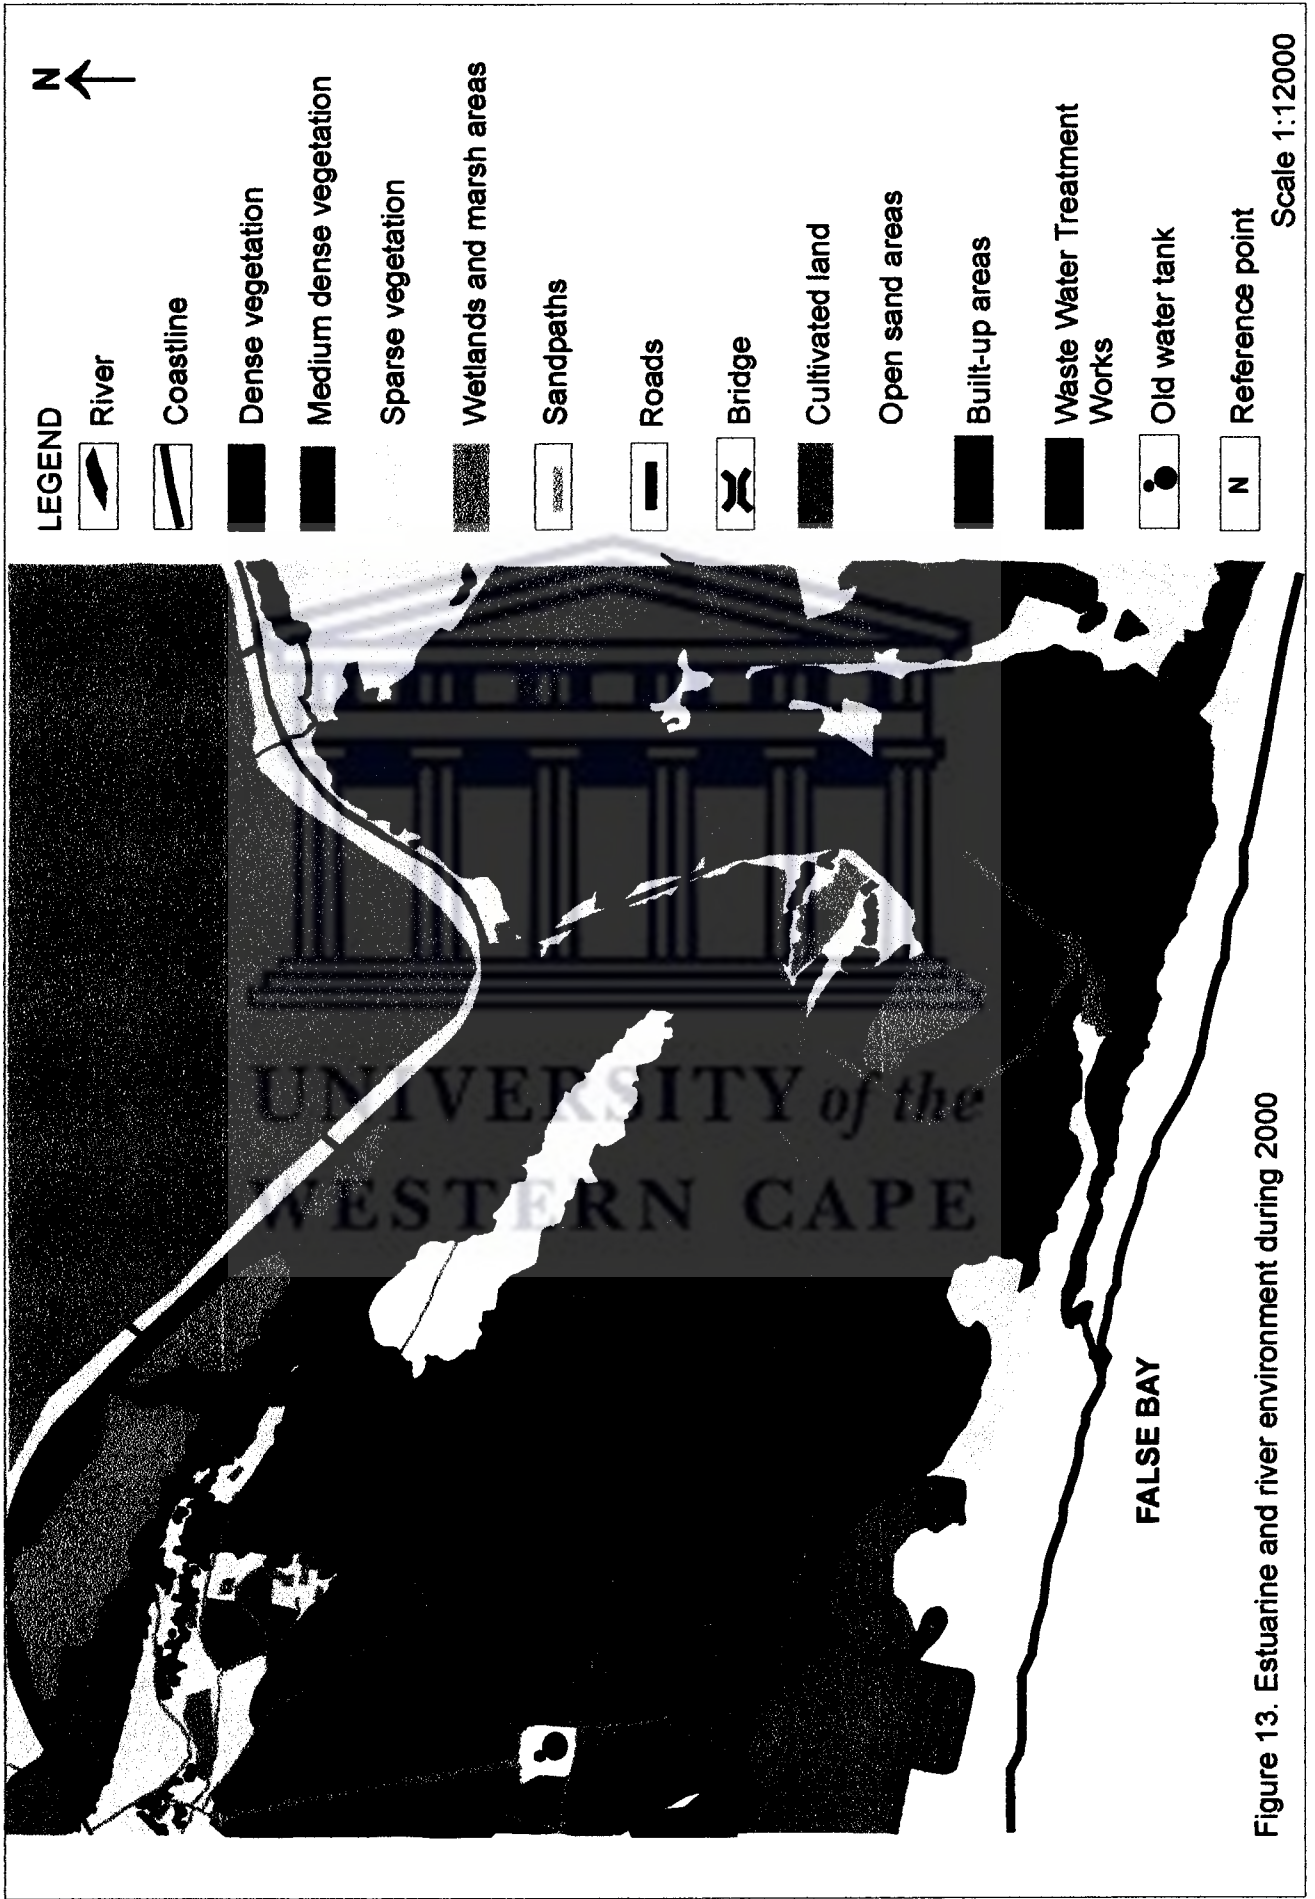 N
LEGEND
River
Coastline
Dense vegetation
Medium dense vegetation
Sparse vegetation
Wetlands and marsh areas
Sandpaths
Roads
Bridge
Cultivated land
Open sand areas
Built-up areas
Waste Water Treatment
Works
Old water tank
N
Reference point
Scale 1:12000
FALSE BAY
UNIVERSITY of the
WESTERN CAPE
Figure 13. Estuarine and river environment during 2000